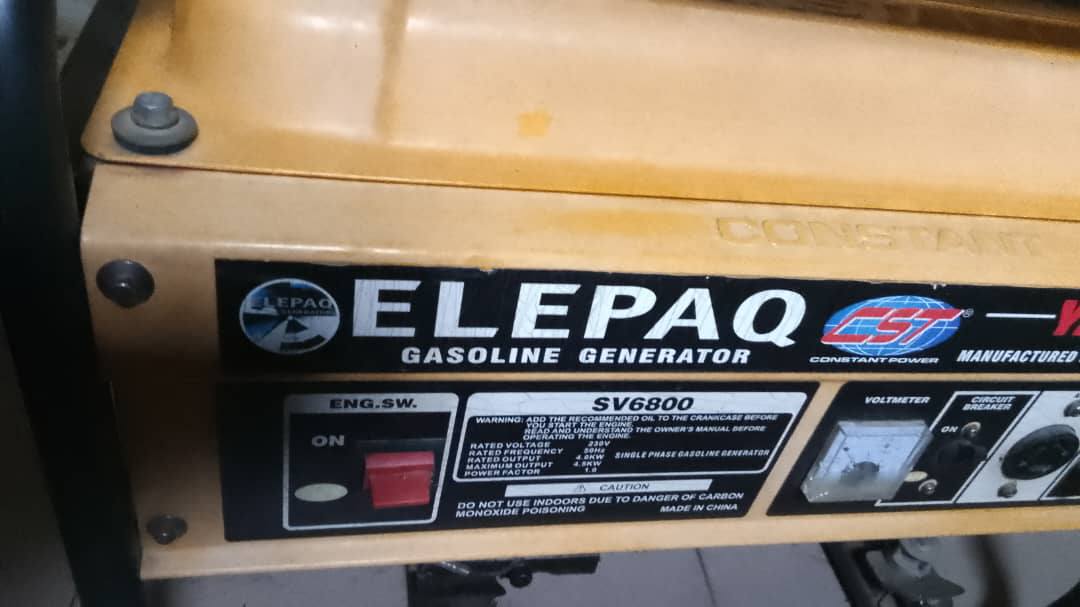 CONSTANT
ELEPAQ
GENERATOR
ELEPAQ
GASOLINE GENERATOR
CST®
CONSTANT POWER
MANUFACTURED
ENG.SW.
ON
SV6800
WARNING: ADD THE RECOMMENDED OIL TO THE CRANKCASE BEFORE
YOU START THE ENGINE.
READ AND UNDERSTAND THE OWNER'S MANUAL BEFORE
OPERATING THE ENGINE.
RATED VOLTAGE 230V
RATED FREQUENCY 50Hz
RATED OUTPUT 4.0KW
MAXIMUM OUTPUT 4.5KW
POWER FACTOR 1.0
SINGLE PHASE GASOLINE GENERATOR
CAUTION
DO NOT USE INDOORS DUE TO DANGER OF CARBON
MONOXIDE POISONING
MADE IN CHINA
VOLTMETER
CIRCUIT
BREAKER
ON